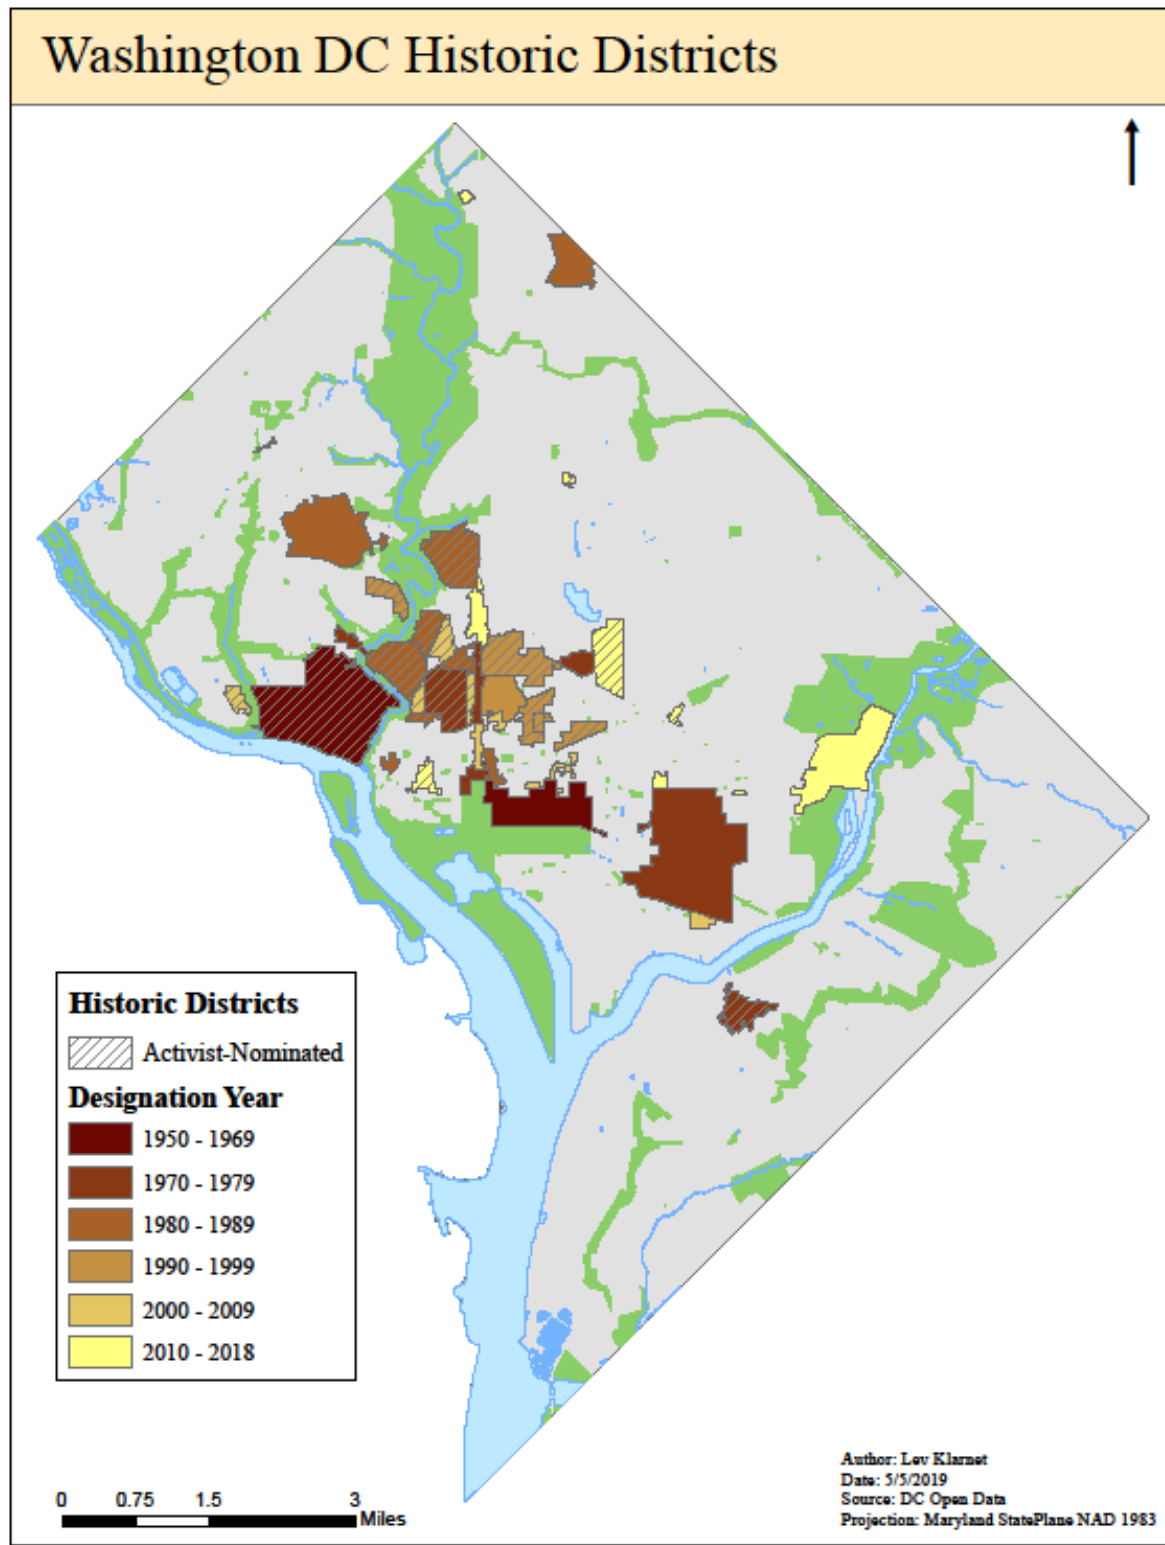 Washington DC Historic Districts
Historic Districts
Activist-Nominated
Designation Year
1950 - 1969
1970 - 1979
1980 - 1989
1990 - 1999
2000 - 2009
2010 - 2018
0 0.75 1.5 3
Miles
Author: Lev Klarnet
Date: 5/5/2019
Source: DC Open Data
Projection: Maryland StatePlane NAD 1983